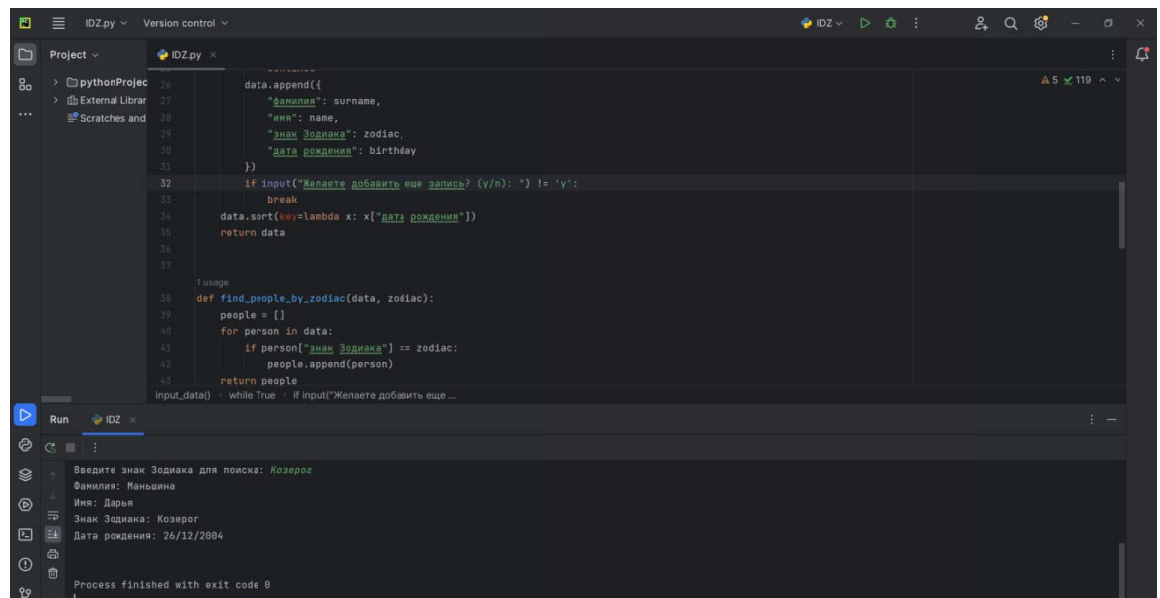 IDZ.py Version control IDZ
Project IDZ.py
pythonProjec
External Librar
Scratches and
5 119
26 data.append({
27 "фамилия": surname,
28 "имя": name,
29 "знак Зодиака": zodiac,
30 "дата рождения": birthday
31 })
32 if input("Желаете добавить еще запись? (y/n): ") != 'y':
33 break
34 data.sort(key=lambda x: x["дата рождения"])
35 return data
36
37
1 usage
38 def find_people_by_zodiac(data, zodiac):
39 people = []
40 for person in data:
41 if person["знак Зодиака"] == zodiac:
42 people.append(person)
43 return people
input_data() › while True › if input("Желаете добавить еще ...
Run IDZ
Введите знак Зодиака для поиска: Козерог
Фамилия: Маньшина
Имя: Дарья
Знак Зодиака: Козерог
Дата рождения: 26/12/2004
Process finished with exit code 0